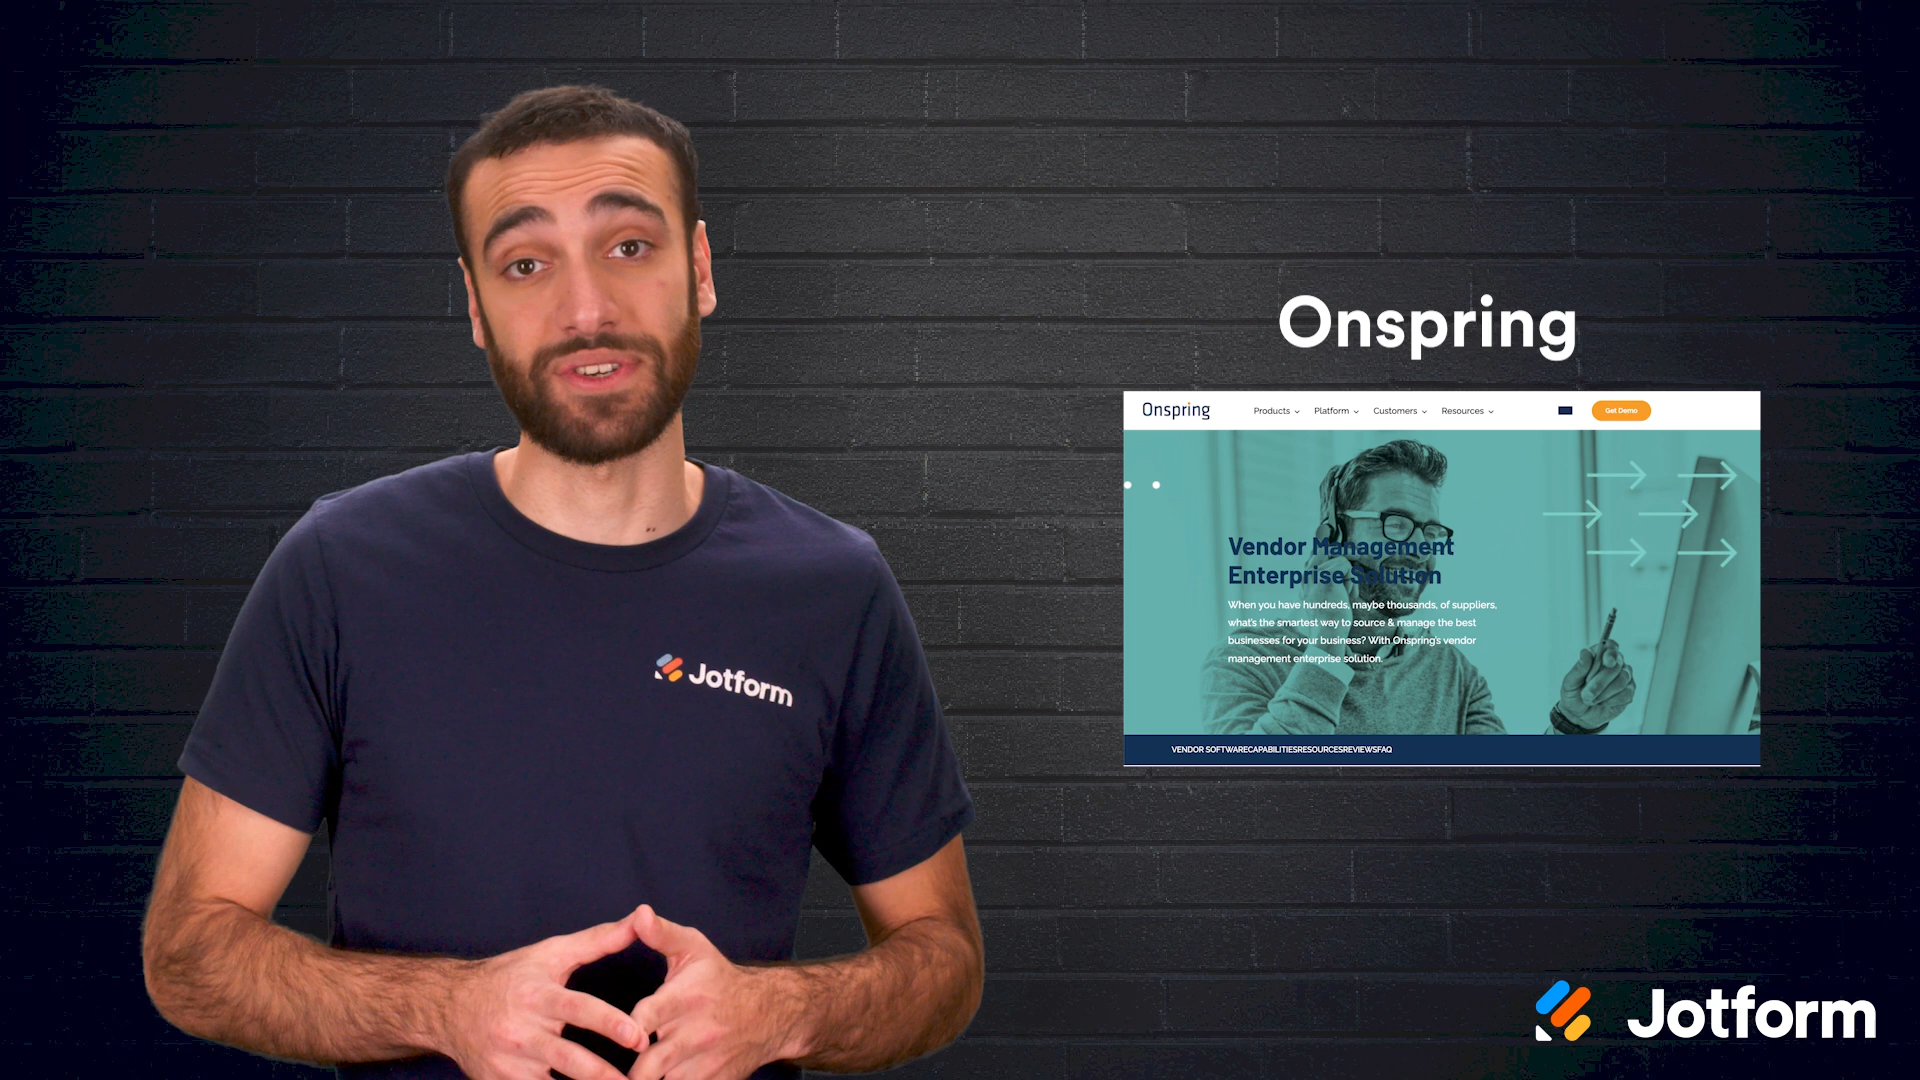 Onspring
Onspring Products Platform Customers Resources Get Demo
Vendor Management
Enterprise Solution
When you have hundreds, maybe thousands, of suppliers,
what's the smartest way to source & manage the best
businesses for your business? With Onspring's vendor
management enterprise solution.
VENDOR SOFTWARECAPABILITIESRESOURCESREVIEWSFAQ
Jotform
Jotform